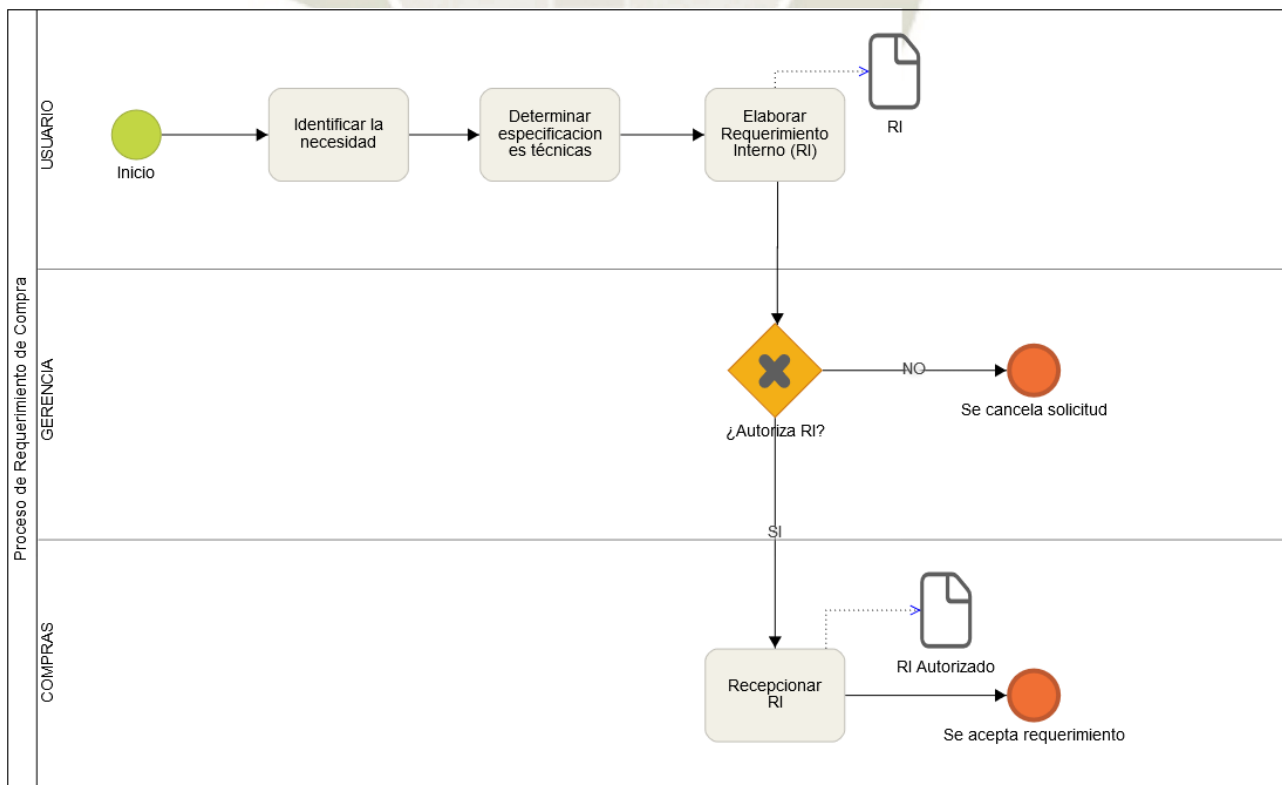 Proceso de Requerimiento de Compra
USUARIO
Inicio
Identificar la
necesidad
Determinar
especificacion
es técnicas
Elaborar
Requerimiento
Interno (RI)
RI
GERENCIA
¿Autoriza RI?
NO
Se cancela solicitud
SI
COMPRAS
Recepcionar
RI
RI Autorizado
Se acepta requerimiento